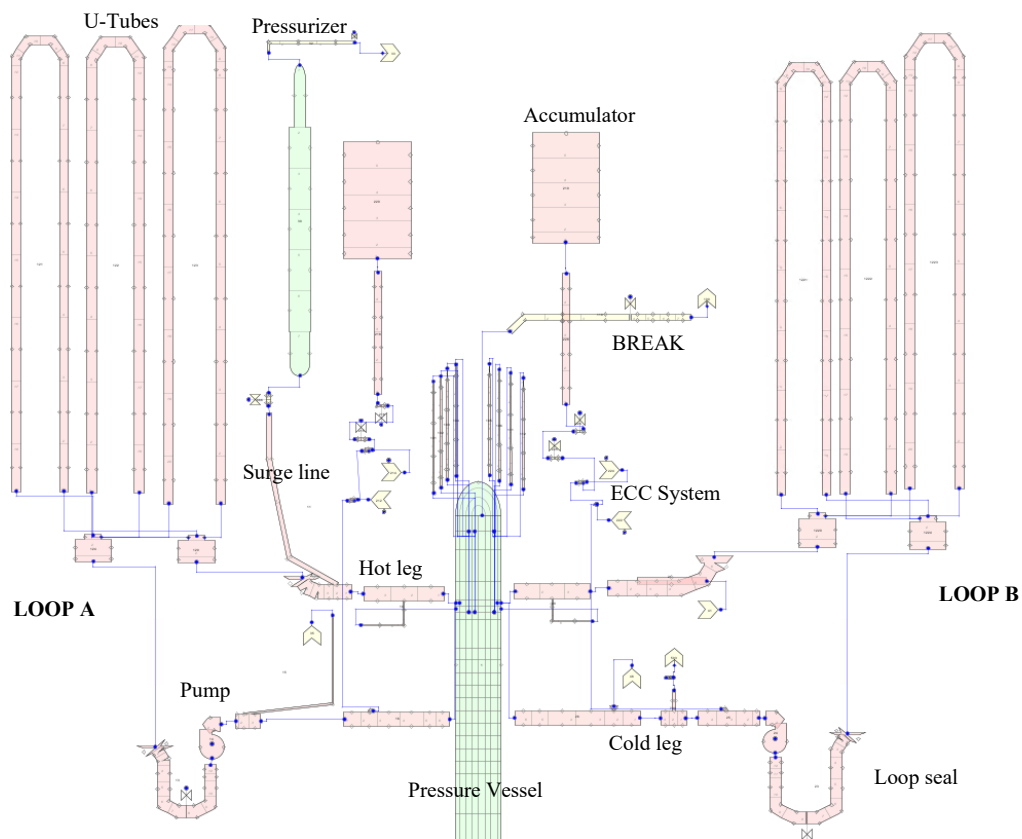 U-Tubes
Pressurizer
Accumulator
BREAK
Surge line
ECC System
Hot leg
LOOP A
LOOP B
Pump
Cold leg
Loop seal
Pressure Vessel